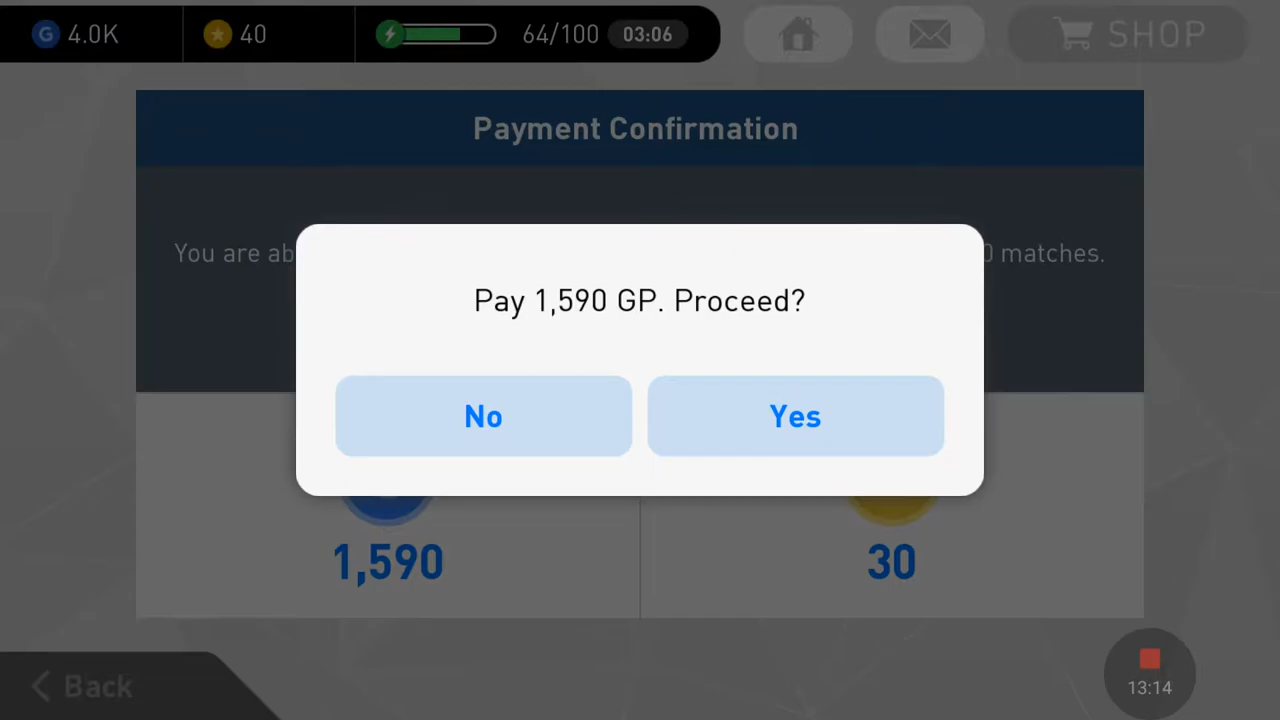 G 4.0K 40 64/100 03:06 SHOP
Payment Confirmation
You are ab 0 matches.
Pay 1,590 GP. Proceed?
No Yes
1,590 30
Back
13:14